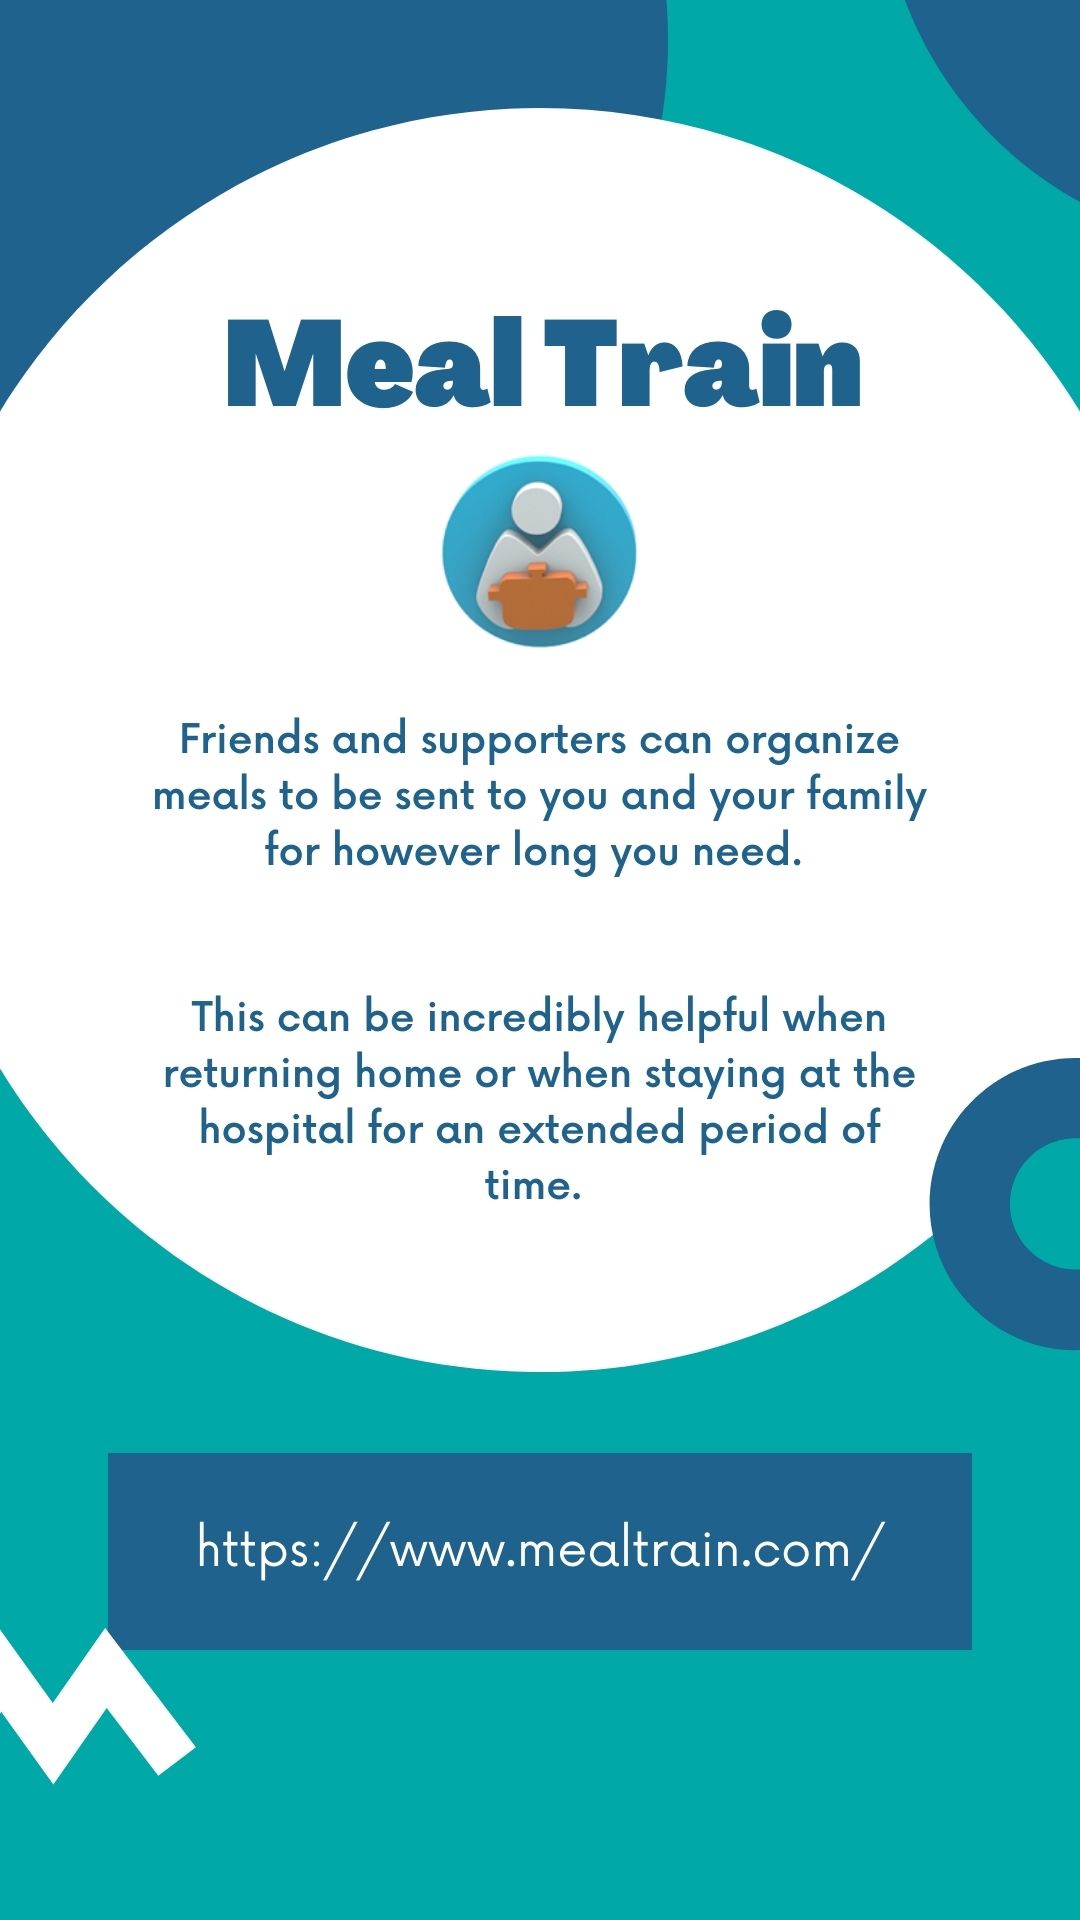 Meal Train
Friends and supporters can organize
meals to be sent to you and your family
for however long you need.
This can be incredibly helpful when
returning home or when staying at the
hospital for an extended period of
time.
https://www.mealtrain.com/